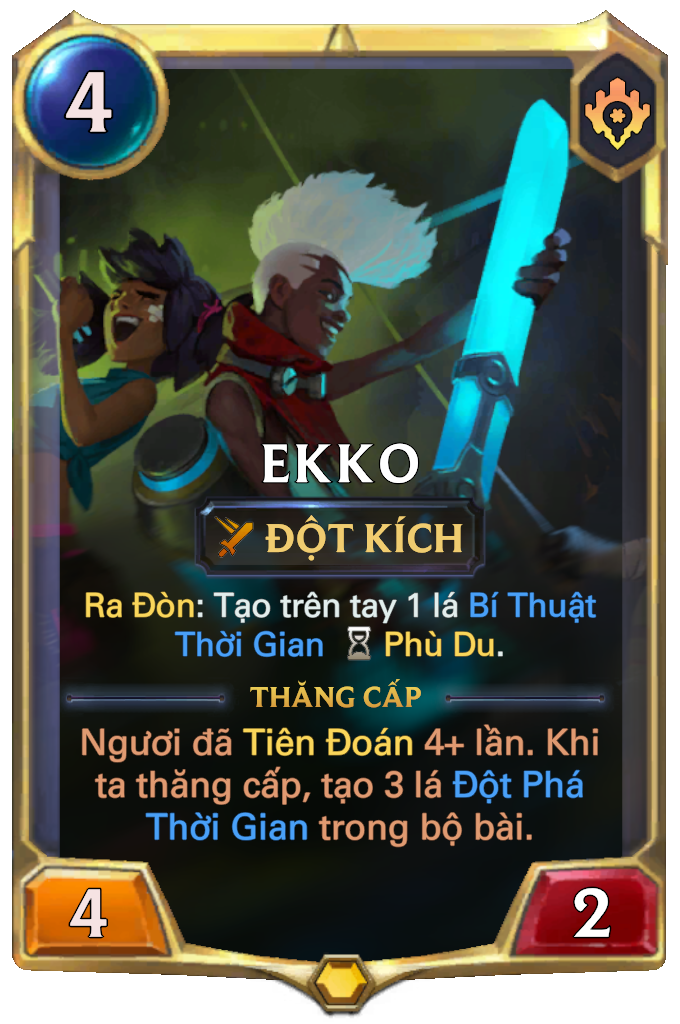 4
EKKO
ĐỘT KÍCH
Ra Đòn: Tạo trên tay 1 lá Bí Thuật
Thời Gian Phù Du.
THĂNG CẤP
Ngươi đã Tiên Đoán 4+ lần. Khi
ta thăng cấp, tạo 3 lá Đột Phá
Thời Gian trong bộ bài.
4
2